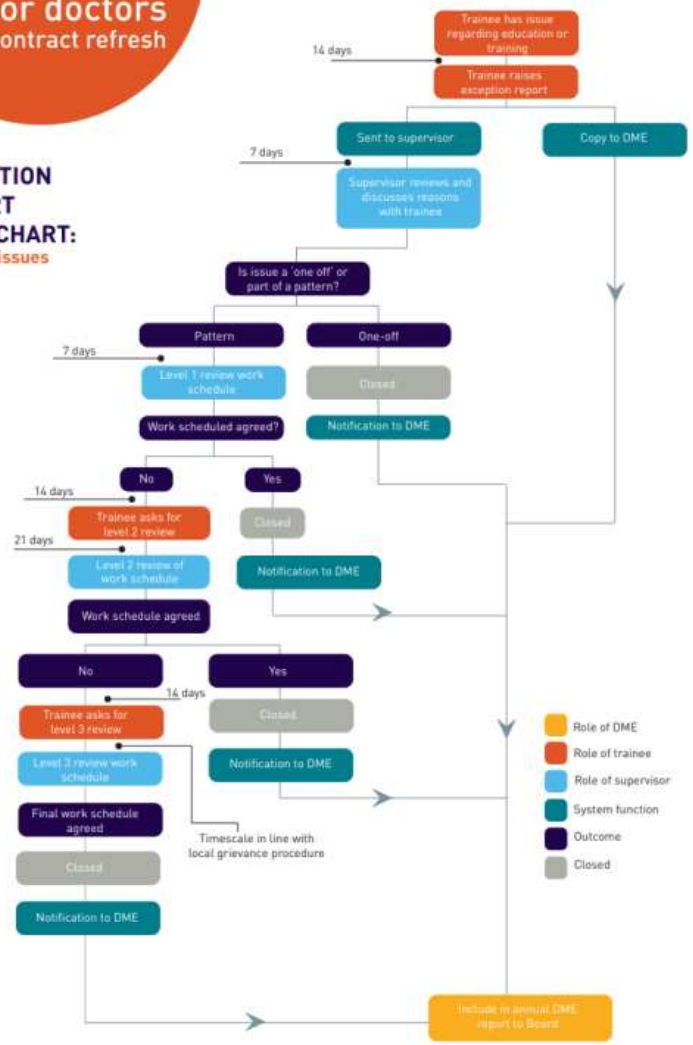 or doctors
ontract refresh
TION
RT
CHART:
issues
Trainee has issue
regarding education or
training
14 days
Trainee raises
exception report
Sent to supervisor
Copy to DME
7 days
Supervisor reviews and
discusses reasons
with trainee
Is issue a 'one off' or
part of a pattern?
Pattern
One-off
7 days
Level 1 review work
schedule
Closed
Work scheduled agreed?
Notification to DME
No
Yes
14 days
Trainee asks for
level 2 review
Closed
21 days
Level 2 review of
work schedule
Notification to DME
Work schedule agreed
No
Yes
14 days
Trainee asks for
level 3 review
Closed
Level 3 review work
schedule
Notification to DME
Final work schedule
agreed
Timescale in line with
local grievance procedure
Closed
Notification to DME
Role of DME
Role of trainee
Role of supervisor
System function
Outcome
Closed
Include in annual DME
report to Board